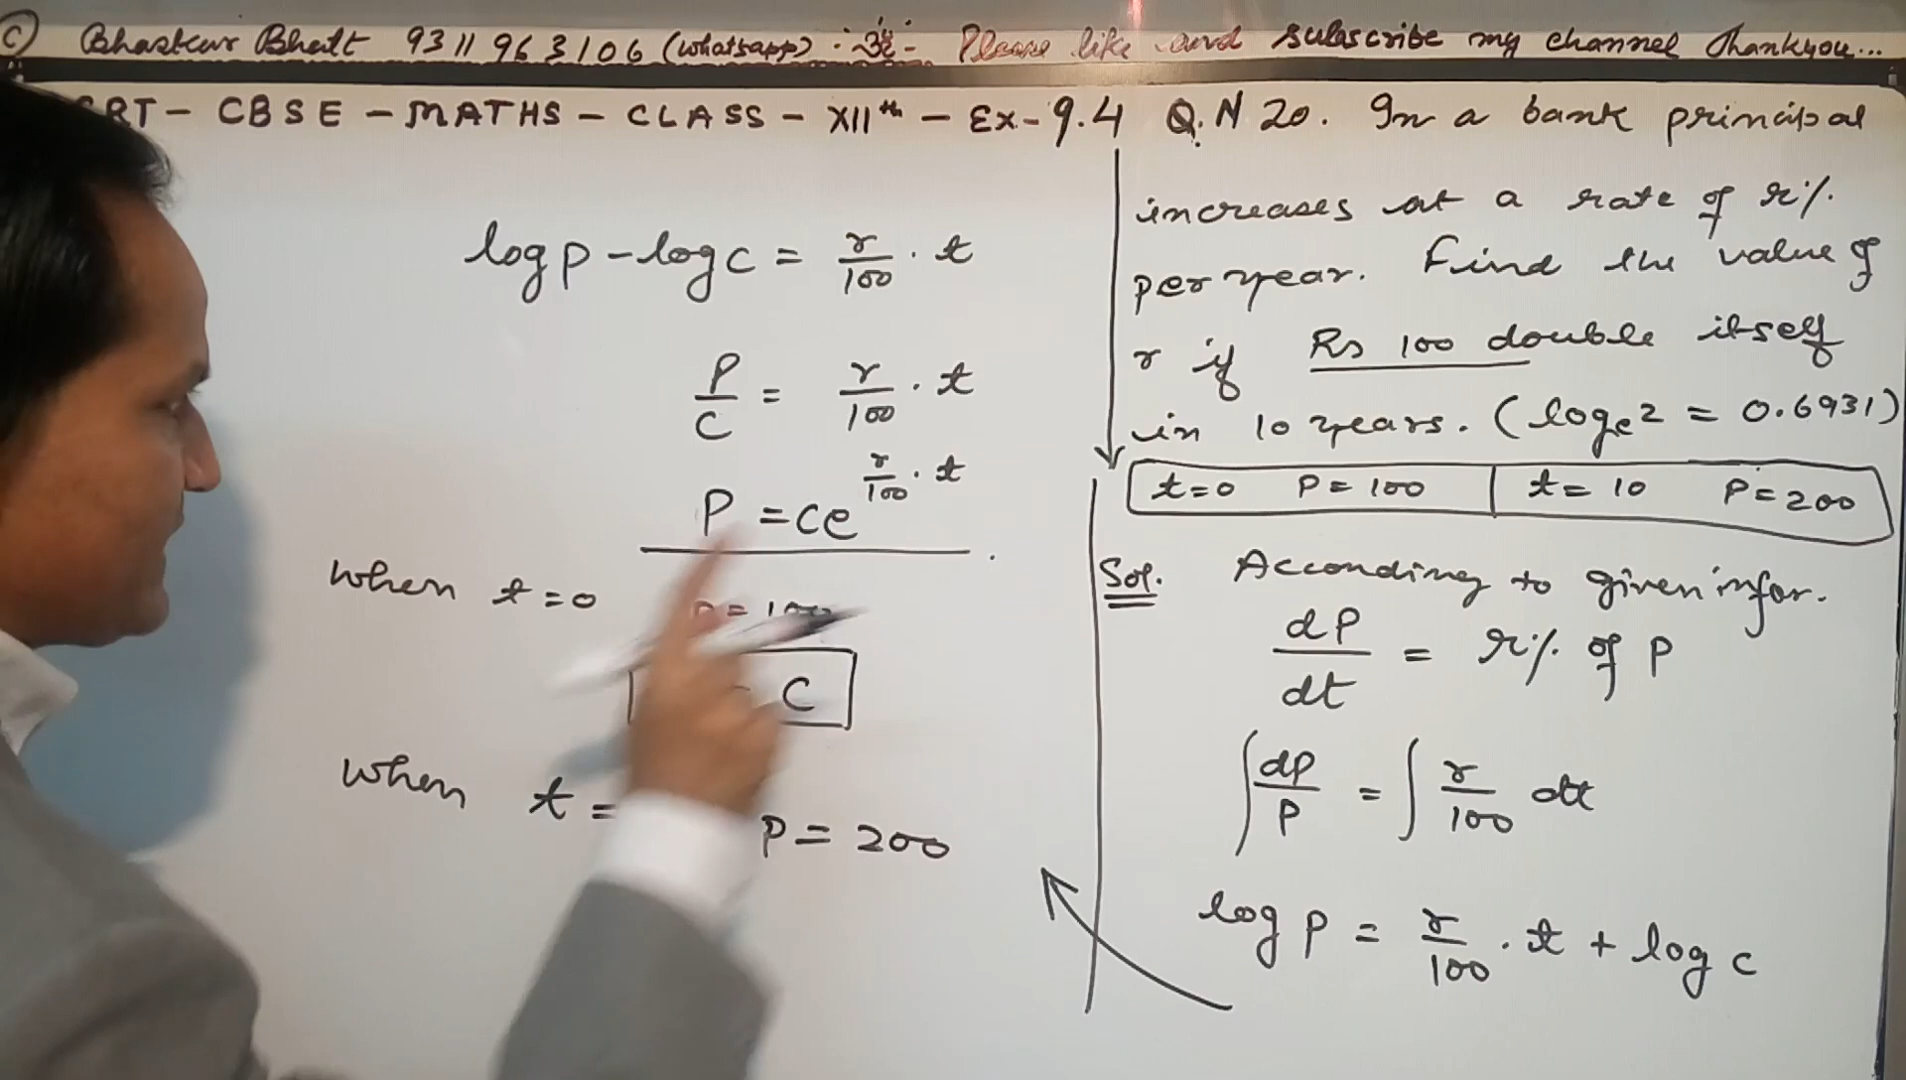 © Bhaskar Bhatt 9311963106 (whatsapp) Please like and subscribe my channel Thankyou...
RT - CBSE - MATHS - CLASS - XIIth - Ex - 9.4 Q.N 20. In a bank principal
increases at a rate of r%
per year. Find the value of
r if Rs 100 double itself
in 10 years. (logₑ2 = 0.6931)
t=0 P=100 | t=10 P=200
Sol. According to given infor.
dP/dt = r% of P
∫dP/P = ∫ r/100 dt
log P = r/100 . t + log c
log P - log c = r/100 . t
P/C = r/100 . t
P = ce^(r/100 . t)
When t=0
C
When t= P=200